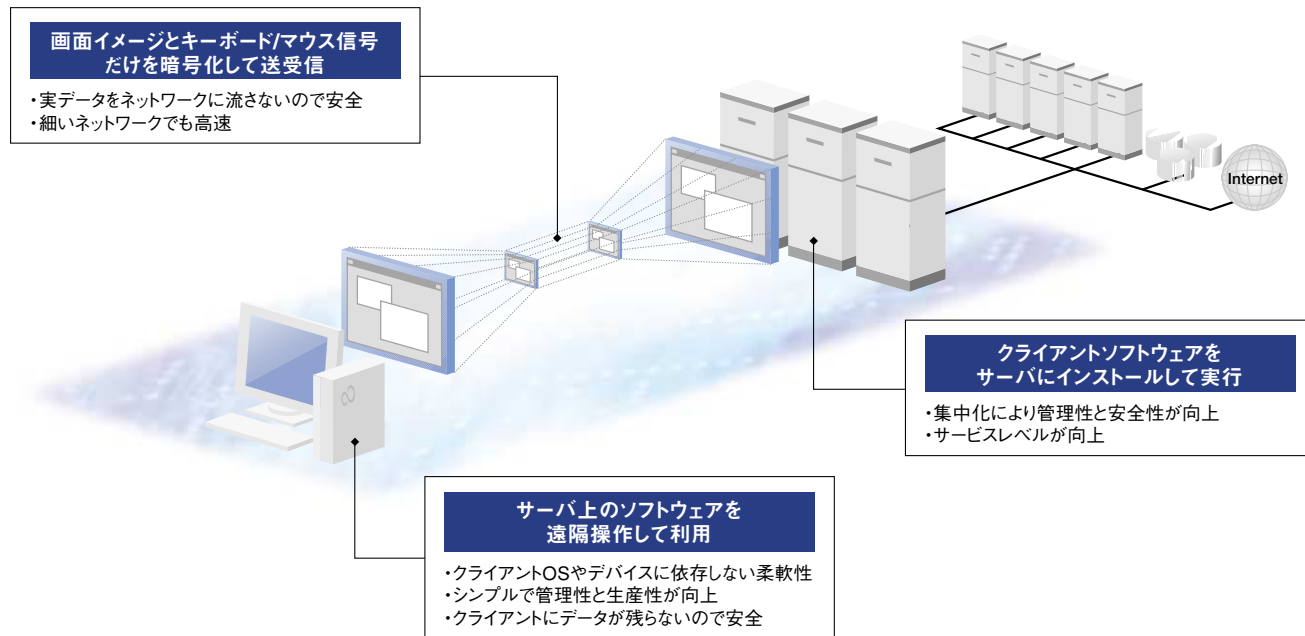 画面イメージとキーボード/マウス信号
だけを暗号化して送受信
・実データをネットワークに流さないので安全
・細いネットワークでも高速
Internet
クライアントソフトウェアを
サーバにインストールして実行
・集中化により管理性と安全性が向上
・サービスレベルが向上
サーバ上のソフトウェアを
遠隔操作して利用
・クライアントOSやデバイスに依存しない柔軟性
・シンプルで管理性と生産性が向上
・クライアントにデータが残らないので安全